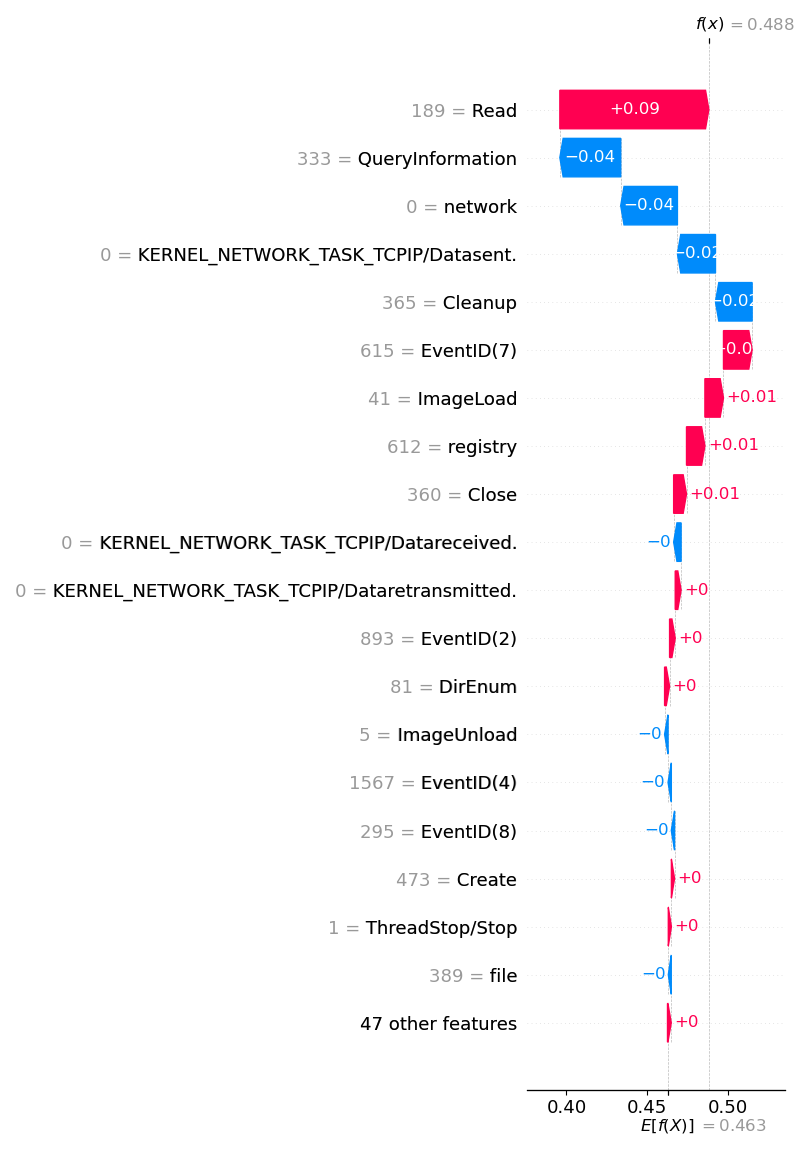 f(x) = 0.488
189 = Read +0.09
333 = QueryInformation −0.04
0 = network −0.04
0 = KERNEL_NETWORK_TASK_TCPIP/Datasent. −0.02
365 = Cleanup −0.02
615 = EventID(7)
41 = ImageLoad +0.01
612 = registry +0.01
360 = Close +0.01
0 = KERNEL_NETWORK_TASK_TCPIP/Datareceived. −0
0 = KERNEL_NETWORK_TASK_TCPIP/Dataretransmitted. +0
893 = EventID(2) +0
81 = DirEnum +0
5 = ImageUnload −0
1567 = EventID(4) −0
295 = EventID(8) −0
473 = Create +0
1 = ThreadStop/Stop +0
389 = file −0
47 other features +0
0.40 0.45 0.50
E[f(X)] = 0.463